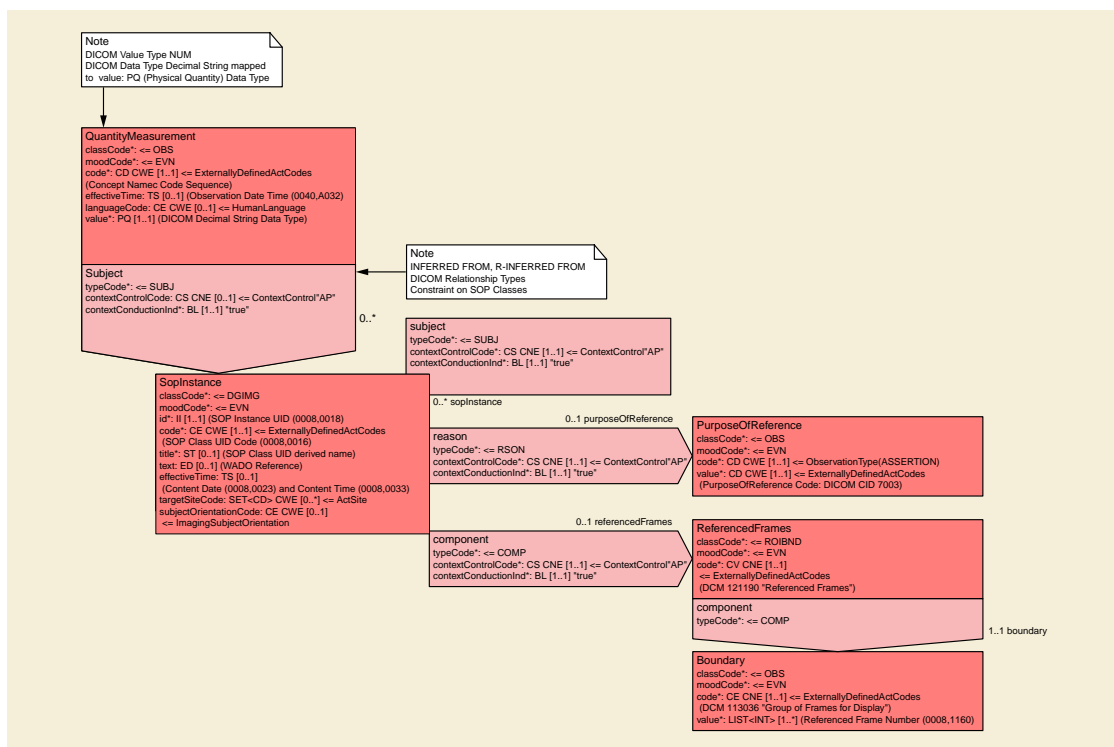 Note
DICOM Value Type NUM
DICOM Data Type Decimal String mapped
to value: PQ (Physical Quantity) Data Type
QuantityMeasurement
classCode*: <= OBS
moodCode*: <= EVN
code*: CD CWE [1..1] <= ExternallyDefinedActCodes
(Concept Namec Code Sequence)
effectiveTime: TS [0..1] (Observation Date Time (0040,A032)
languageCode: CE CWE [0..1] <= HumanLanguage
value*: PQ [1..1] (DICOM Decimal String Data Type)
Note
INFERRED FROM, R-INFERRED FROM
DICOM Relationship Types
Constraint on SOP Classes
Subject
typeCode*: <= SUBJ
contextControlCode: CS CNE [0..1] <= ContextControl"AP"
contextConductionInd*: BL [1..1] "true"
0..*
subject
typeCode*: <= SUBJ
contextControlCode*: CS CNE [1..1] <= ContextControl"AP"
contextConductionInd*: BL [1..1] "true"
0..* sopInstance
SopInstance
classCode*: <= DGIMG
moodCode*: <= EVN
id*: II [1..1] (SOP Instance UID (0008,0018)
code*: CE CWE [1..1] <= ExternallyDefinedActCodes
(SOP Class UID Code (0008,0016)
title*: ST [0..1] (SOP Class UID derived name)
text: ED [0..1] (WADO Reference)
effectiveTime: TS [0..1]
(Content Date (0008,0023) and Content Time (0008,0033)
targetSiteCode: SET<CD> CWE [0..*] <= ActSite
subjectOrientationCode: CE CWE [0..1]
<= ImagingSubjectOrientation
0..1 purposeOfReference
reason
typeCode*: <= RSON
contextControlCode*: CS CNE [1..1] <= ContextControl"AP"
contextConductionInd*: BL [1..1] "true"
PurposeOfReference
classCode*: <= OBS
moodCode*: <= EVN
code*: CD CWE [1..1] <= ObservationType(ASSERTION)
value*: CD CWE [1..1] <= ExternallyDefinedActCodes
(PurposeOfReference Code: DICOM CID 7003)
0..1 referencedFrames
component
typeCode*: <= COMP
contextControlCode*: CS CNE [1..1] <= ContextControl"AP"
contextConductionInd*: BL [1..1] "true"
ReferencedFrames
classCode*: <= ROIBND
moodCode*: <= EVN
code*: CV CNE [1..1]
<= ExternallyDefinedActCodes
(DCM 121190 "Referenced Frames")
component
typeCode*: <= COMP
1..1 boundary
Boundary
classCode*: <= OBS
moodCode*: <= EVN
code*: CE CNE [1..1] <= ExternallyDefinedActCodes
(DCM 113036 "Group of Frames for Display")
value*: LIST<INT> [1..*] (Referenced Frame Number (0008,1160)